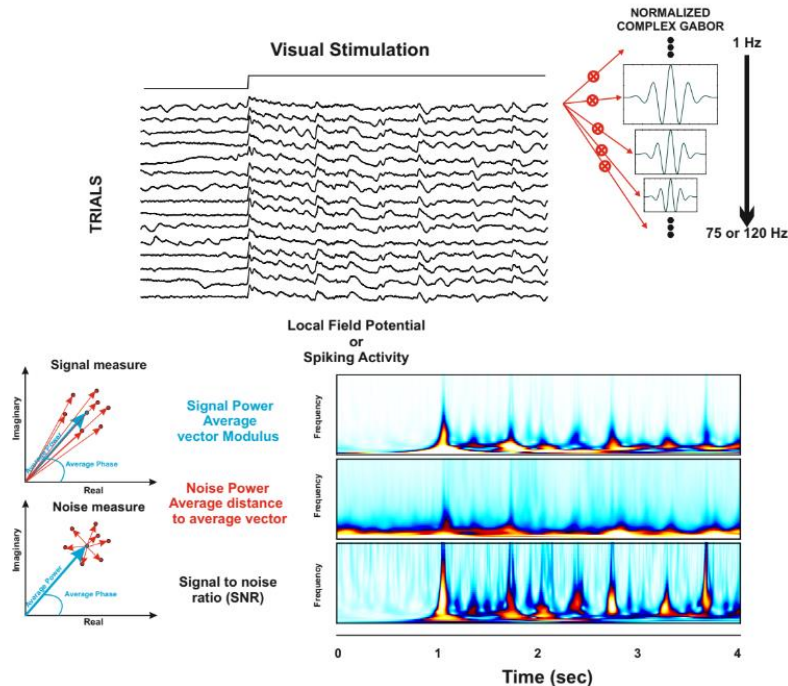 NORMALIZED
COMPLEX GABOR
1 Hz
Visual Stimulation
75 or 120 Hz
TRIALS
Local Field Potential
or
Spiking Activity
Signal measure
Imaginary
Average Phase
Real
Signal Power
Average
vector Modulus
Frequency
Noise Power
Average distance
to average vector
Frequency
Noise measure
Imaginary
Average Power
Average Phase
Real
Signal to noise
ratio (SNR)
Frequency
0 1 2 3 4
Time (sec)